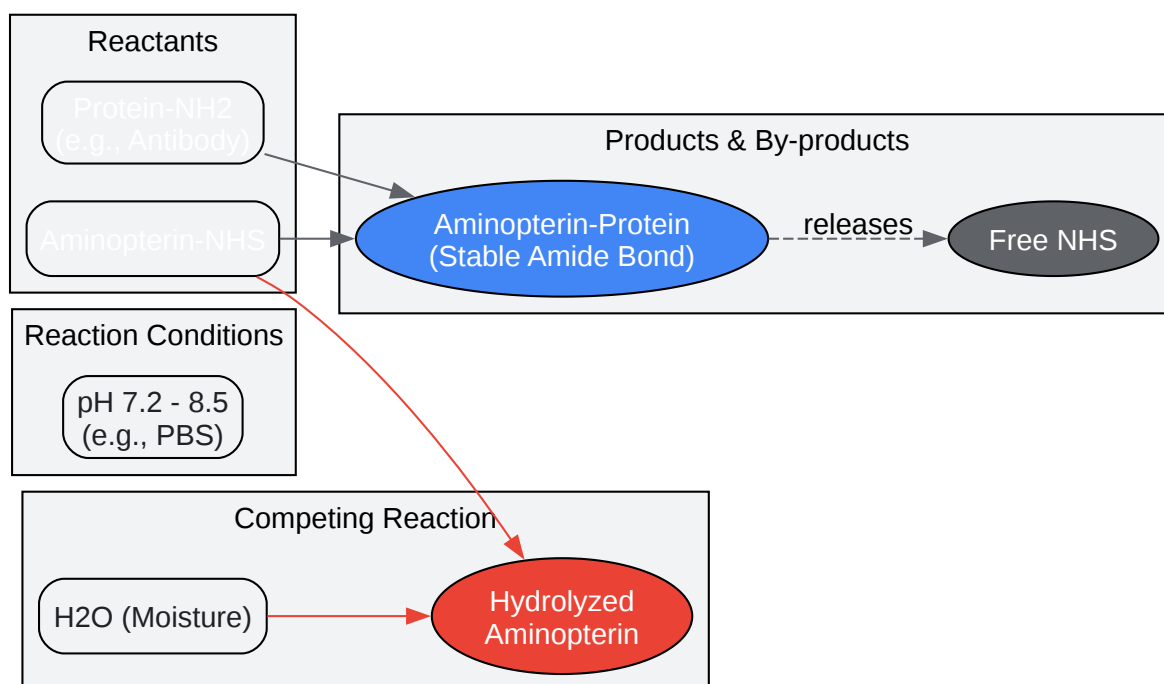 Reactants
Protein-NH2
(e.g., Antibody)
Aminopterin-NHS
Products & By-products
Aminopterin-Protein
(Stable Amide Bond)
releases
Free NHS
Reaction Conditions
pH 7.2 - 8.5
(e.g., PBS)
Competing Reaction
H2O (Moisture)
Hydrolyzed
Aminopterin